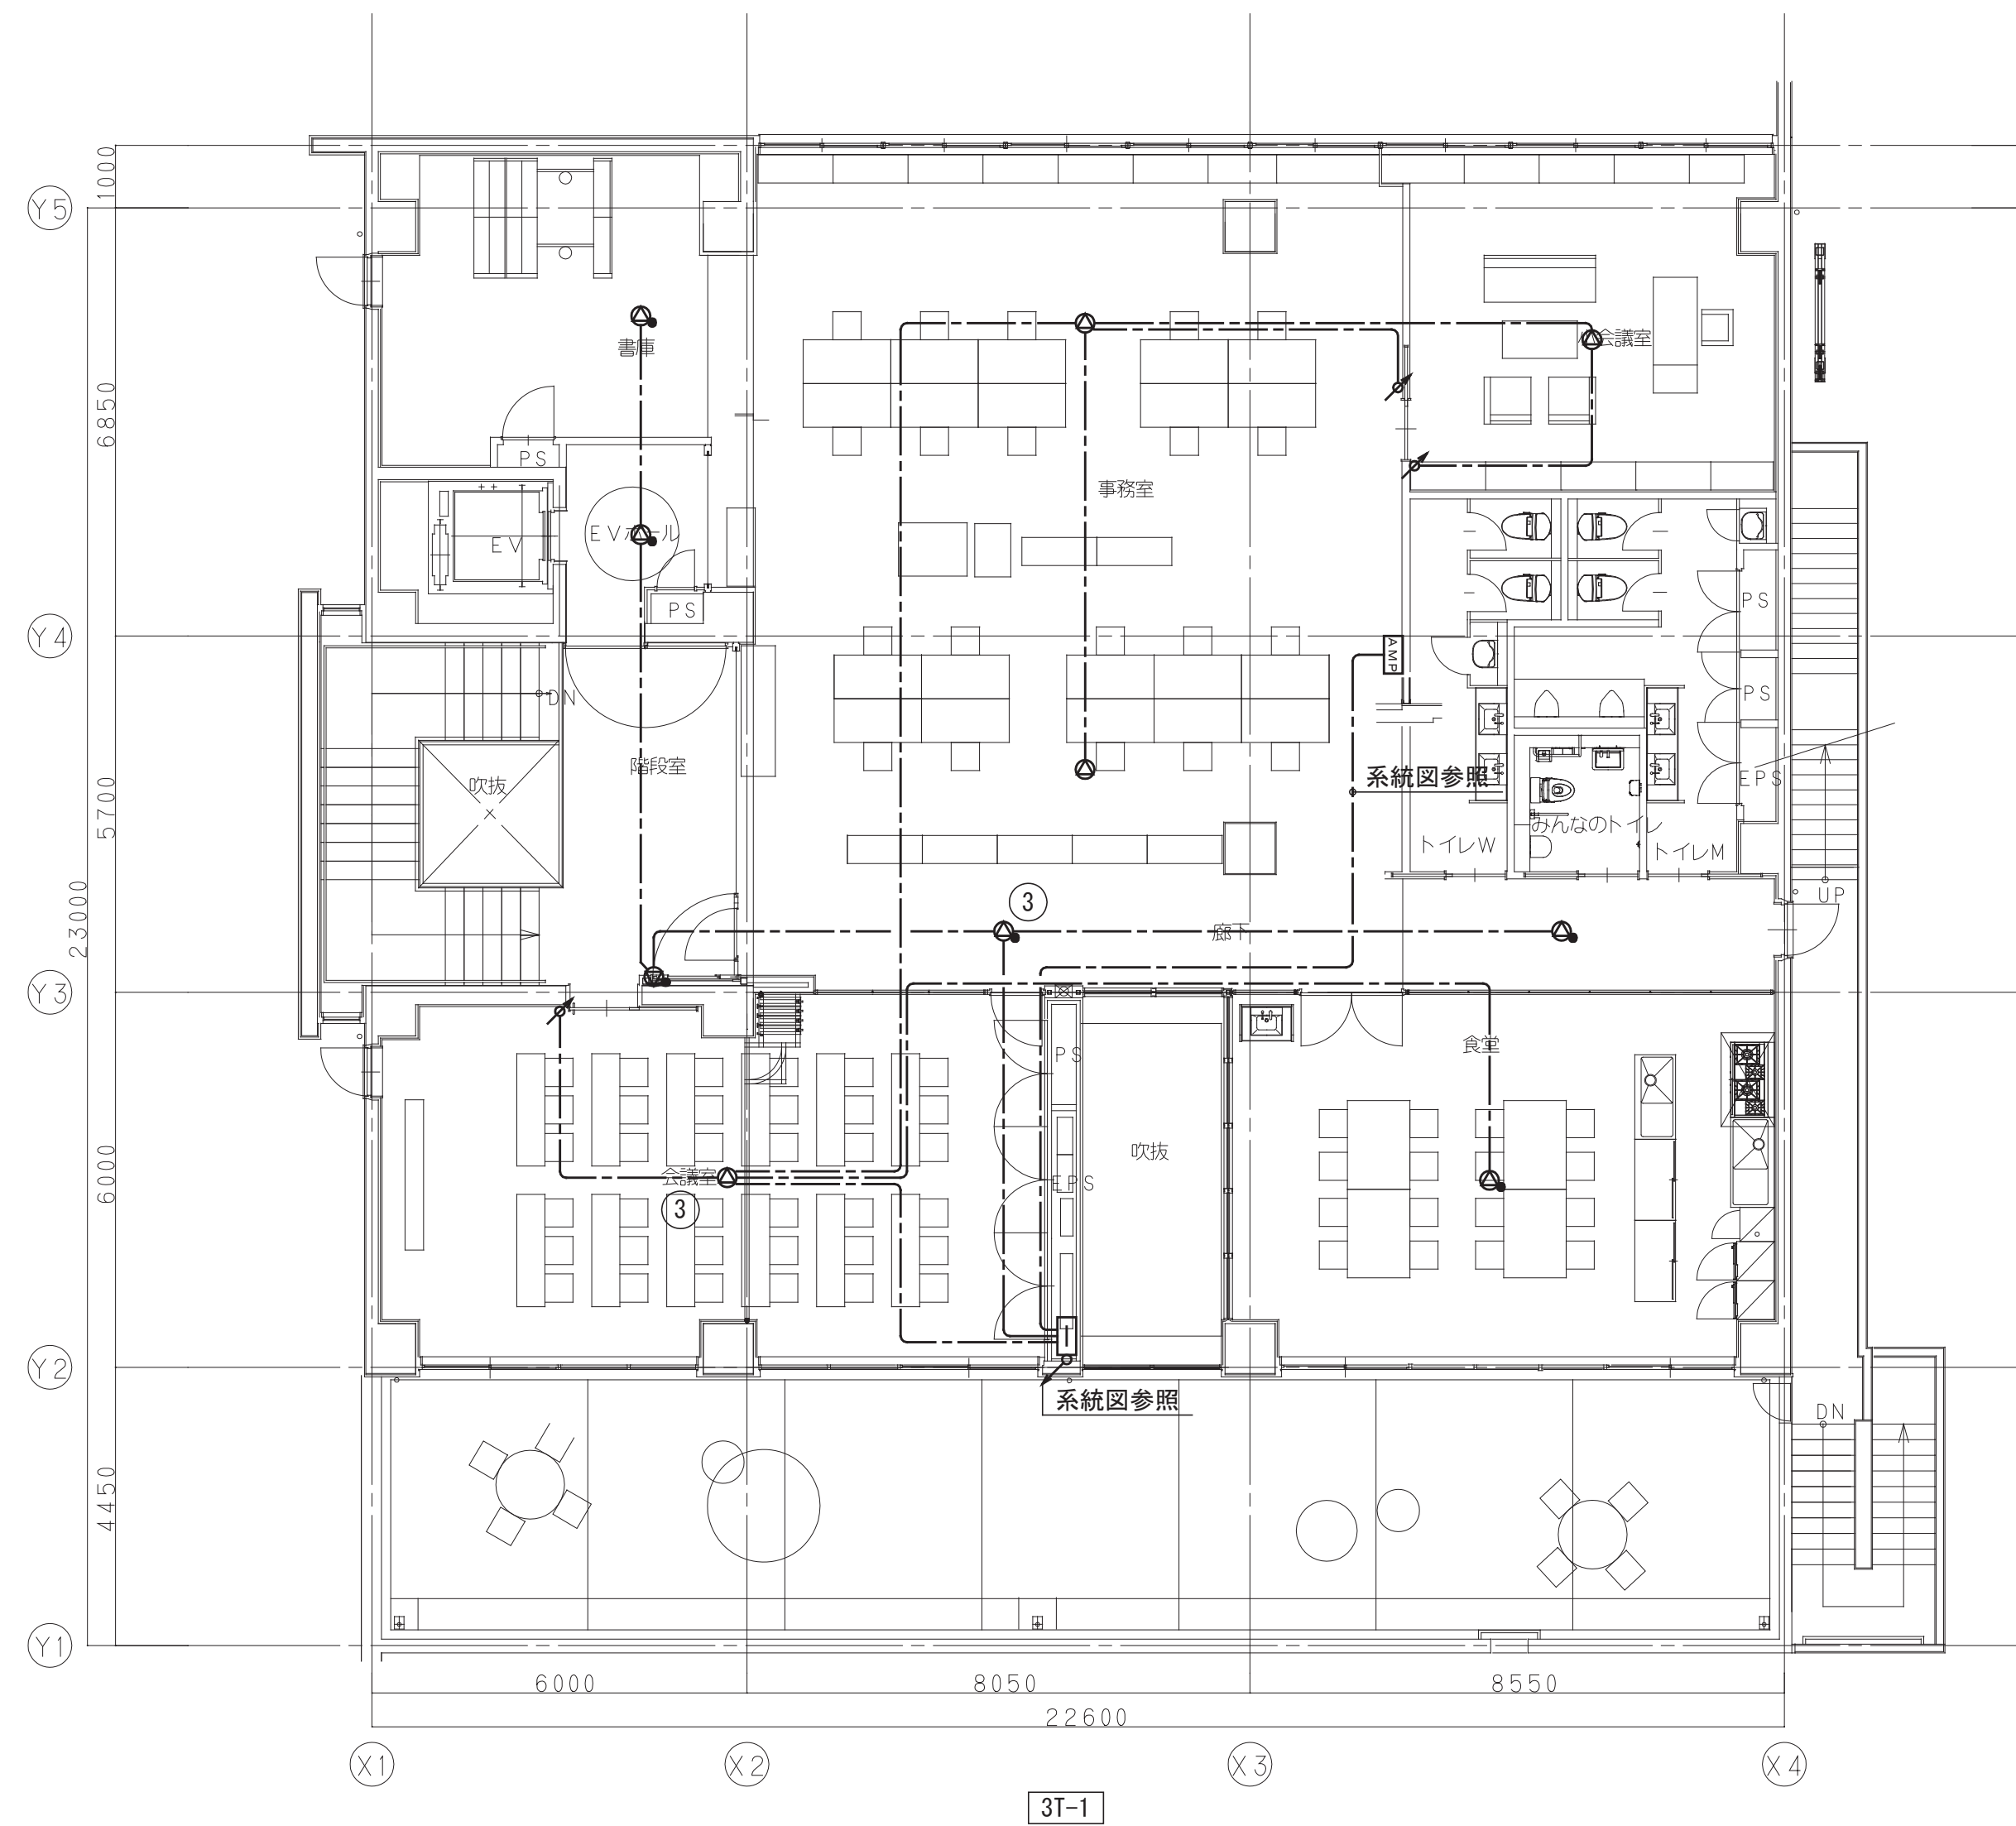 1000
Y5
書庫
会議室
6850
PS
事務室
EVホール
EV
PS
PS
Y4
AMP
DN
PS
階段室
系統図参照
吹抜
EPS
5700
みんなのトイレ
トイレW
トイレM
23000
UP
3
廊下
Y3
食堂
PS
吹抜
6000
会議室
EPS
3
Y2
系統図参照
DN
4450
Y1
6000
8050
8550
22600
X1
X2
X3
X4
3T-1